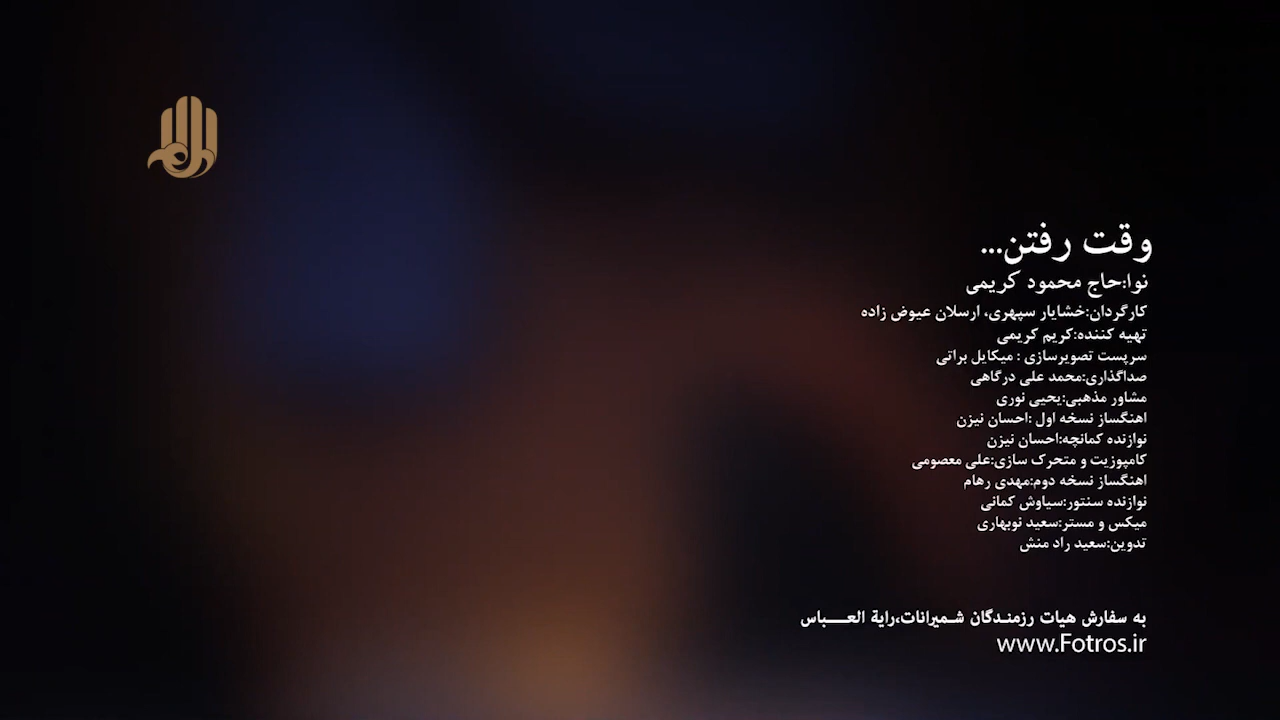 وقت رفتن...
نوا:حاج محمود کریمی
کارگردان:خشایار سپهری، ارسلان عیوض زاده
تهیه کننده:کریم کریمی
سرپست تصویرسازی : میکایل براتی
صداگذاری:محمد علی درگاهی
مشاور مذهبی:یحیی نوری
اهنگساز نسخه اول :احسان نیزن
نوازنده کمانچه:احسان نیزن
کامپوزیت و متحرک سازی:علی معصومی
اهنگساز نسخه دوم:مهدی رهام
نوازنده سنتور:سیاوش کمانی
میکس و مستر:سعید نوبهاری
تدوین:سعید راد منش
به سفارش هیات رزمنـدگان شـمیرانات،رایة العـــباس
www.Fotros.ir